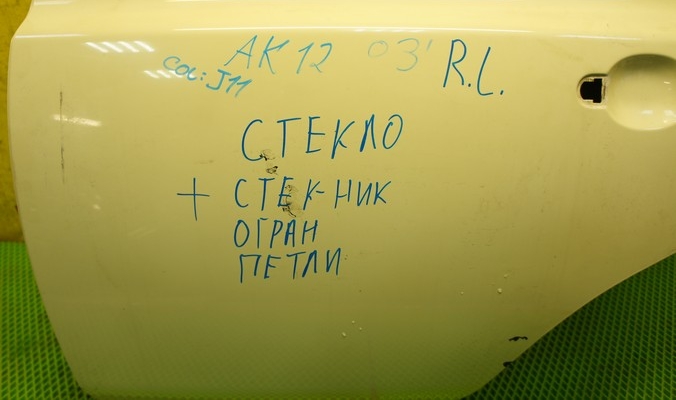 AK12 03' R.L.
COL: J11
СТЕКЛО
+ СТЕК-НИК
ОГРАН
ПЕТЛИ